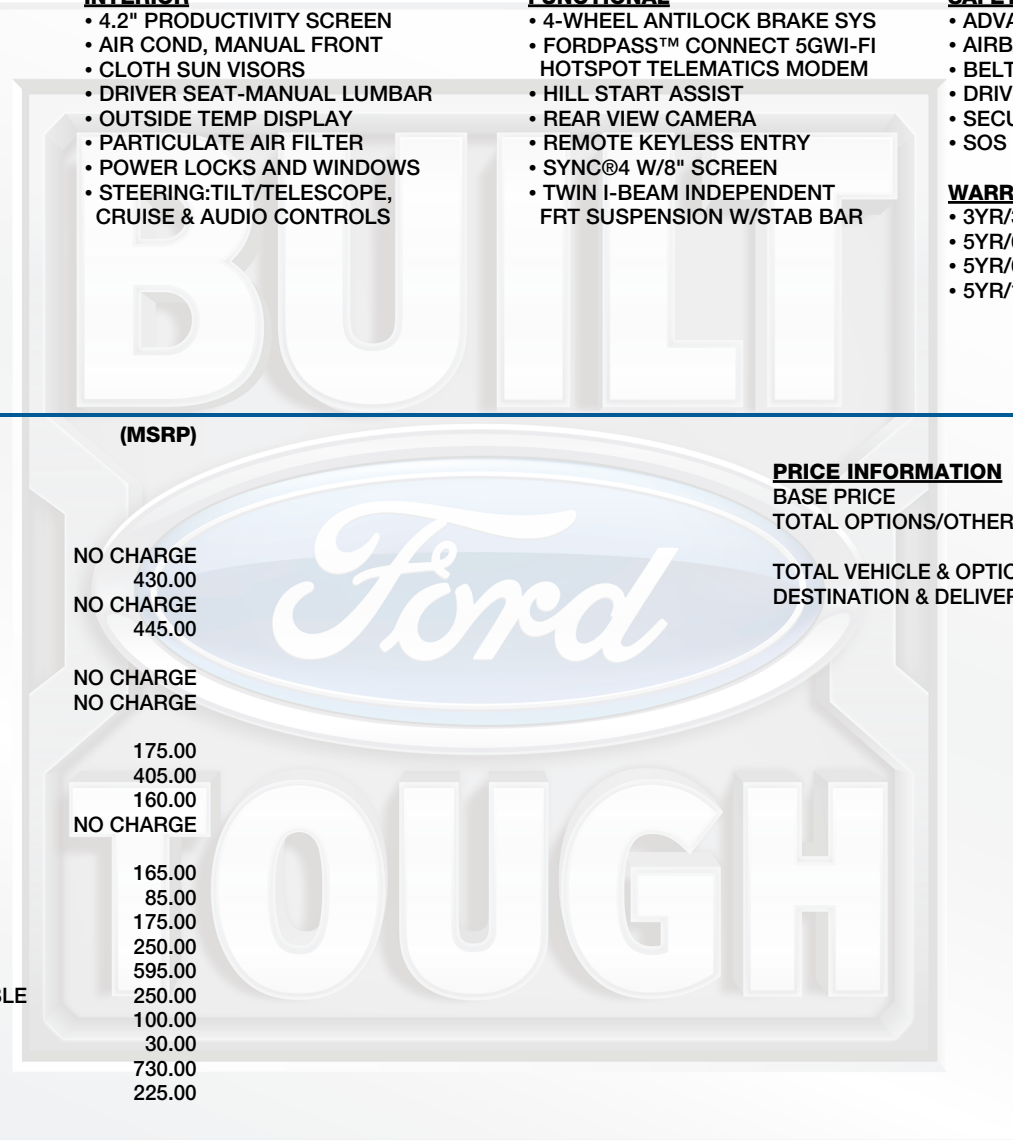 INTERIOR
• 4.2" PRODUCTIVITY SCREEN
• AIR COND, MANUAL FRONT
• CLOTH SUN VISORS
• DRIVER SEAT-MANUAL LUMBAR
• OUTSIDE TEMP DISPLAY
• PARTICULATE AIR FILTER
• POWER LOCKS AND WINDOWS
• STEERING:TILT/TELESCOPE,
CRUISE & AUDIO CONTROLS
FUNCTIONAL
• 4-WHEEL ANTILOCK BRAKE SYS
• FORDPASS™ CONNECT 5GWI-FI
HOTSPOT TELEMATICS MODEM
• HILL START ASSIST
• REAR VIEW CAMERA
• REMOTE KEYLESS ENTRY
• SYNC®4 W/8" SCREEN
• TWIN I-BEAM INDEPENDENT
FRT SUSPENSION W/STAB BAR
• SOS
• 3YR/
• 5YR/
• 5YR/
• 5YR/
BUILT
Ford
TOUGH
(MSRP)
NO CHARGE
430.00
NO CHARGE
445.00
NO CHARGE
NO CHARGE
175.00
405.00
160.00
NO CHARGE
165.00
85.00
175.00
250.00
595.00
250.00
100.00
30.00
730.00
225.00
PRICE INFORMATION
BASE PRICE
TOTAL OPTIONS/OTHER
TOTAL VEHICLE & OPTIO
DESTINATION & DELIVER